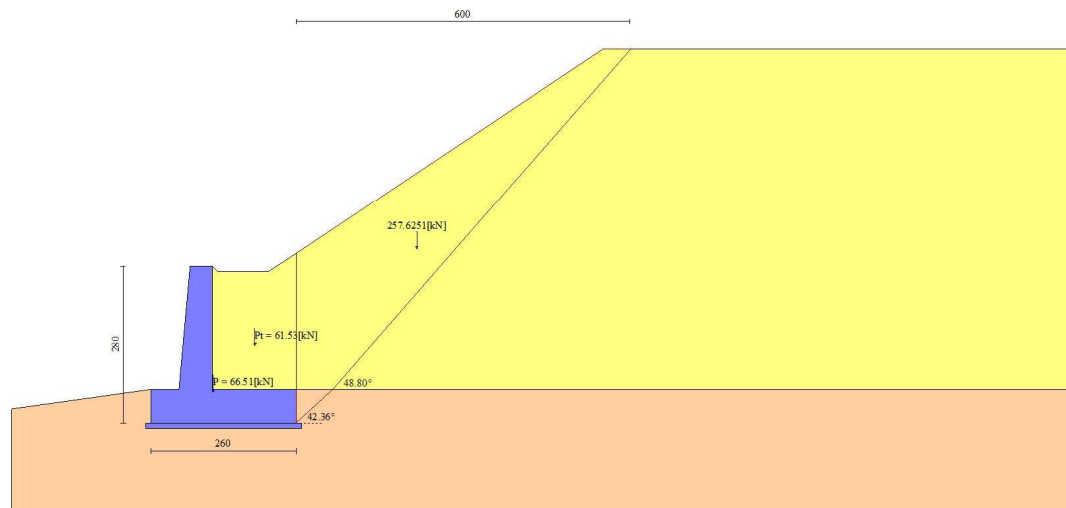 600
257.6251[kN]
280
Pt = 61.53[kN]
P = 66.51[kN]
48.80°
42.36°
260